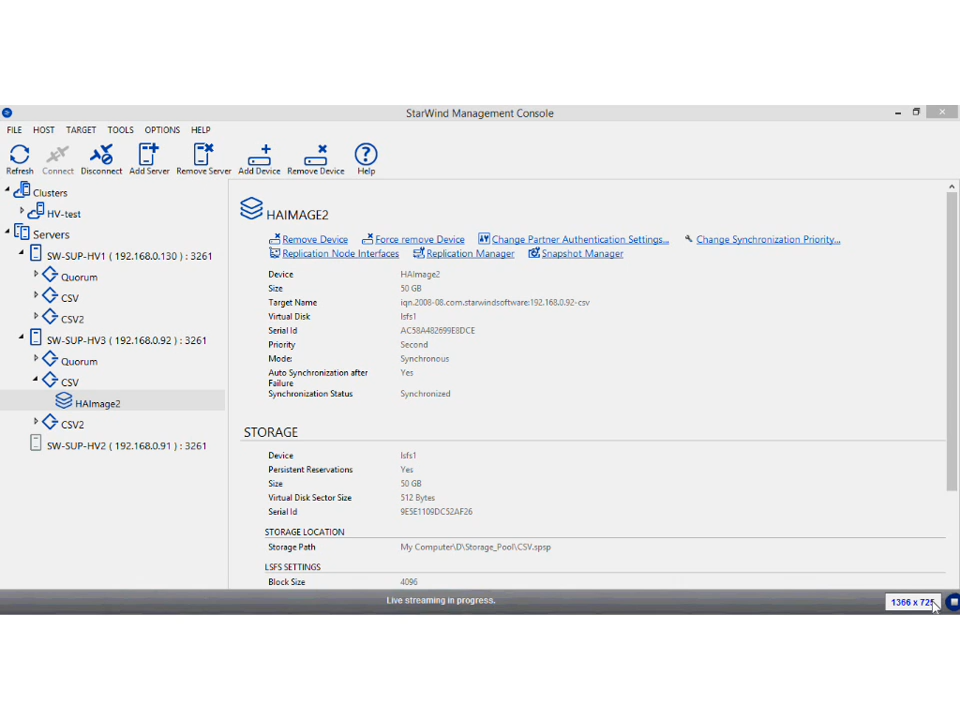 StarWind Management Console
FILE HOST TARGET TOOLS OPTIONS HELP
Refresh Connect Disconnect Add Server Remove Server Add Device Remove Device Help
Clusters
HV-test
Servers
SW-SUP-HV1 ( 192.168.0.130 ) : 3261
Quorum
CSV
CSV2
SW-SUP-HV3 ( 192.168.0.92 ) : 3261
Quorum
CSV
HAImage2
CSV2
SW-SUP-HV2 ( 192.168.0.91 ) : 3261
HAIMAGE2
Remove Device Force remove Device Change Partner Authentication Settings... Change Synchronization Priority...
Replication Node Interfaces Replication Manager Snapshot Manager
Device HAImage2
Size 50 GB
Target Name iqn.2008-08.com.starwindsoftware:192.168.0.92-csv
Virtual Disk lsfs1
Serial Id AC58A482699E8DCE
Priority Second
Mode: Synchronous
Auto Synchronization after Yes
Failure
Synchronization Status Synchronized
STORAGE
Device lsfs1
Persistent Reservations Yes
Size 50 GB
Virtual Disk Sector Size 512 Bytes
Serial Id 9E5E1109DC52AF26
STORAGE LOCATION
Storage Path My Computer\D\Storage_Pool\CSV.spsp
LSFS SETTINGS
Block Size 4096
Live streaming in progress.
1366 x 725